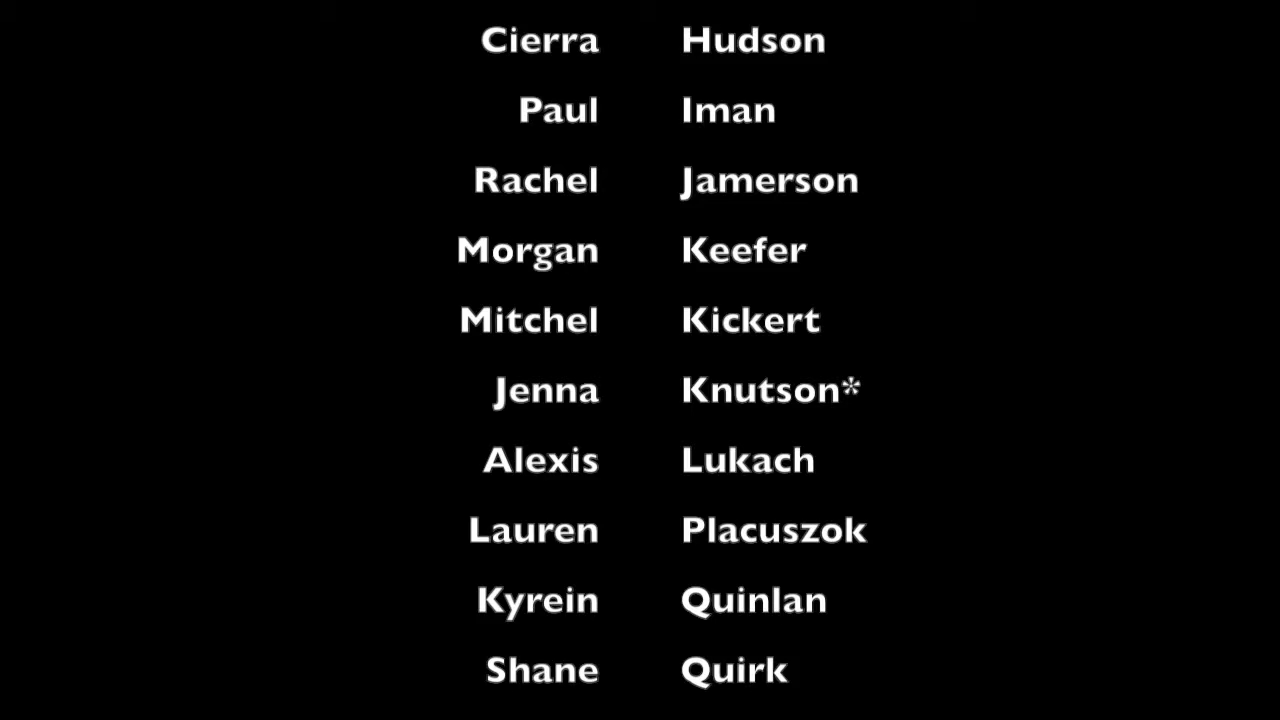 Cierra Hudson
Paul Iman
Rachel Jamerson
Morgan Keefer
Mitchel Kickert
Jenna Knutson*
Alexis Lukach
Lauren Placuszok
Kyrein Quinlan
Shane Quirk